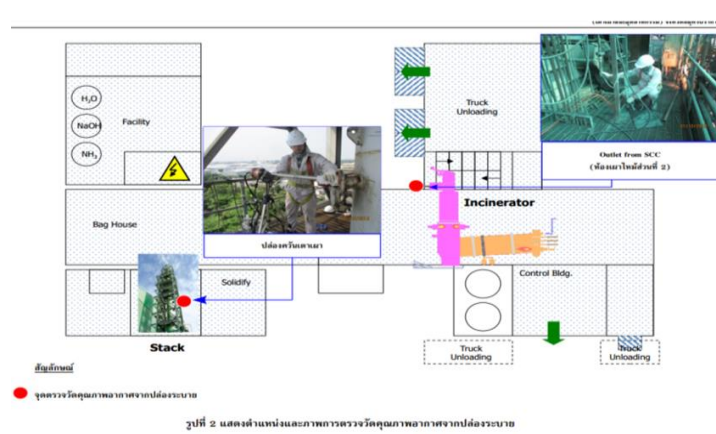 H₂O
NaOH
NH₃
Facility
Truck
Unloading
Outlet from SCC
(ห้องเผาไหม้ส่วนที่ 2)
Incinerator
Bag House
ปล่องควันเตาเผา
Solidify
Control Bldg.
Stack
Truck
Unloading
Truck
Unloading
สัญลักษณ์
จุดตรวจวัดคุณภาพอากาศจากปล่องระบาย
รูปที่ 2 แสดงตำแหน่งและภาพการตรวจวัดคุณภาพอากาศจากปล่องระบาย